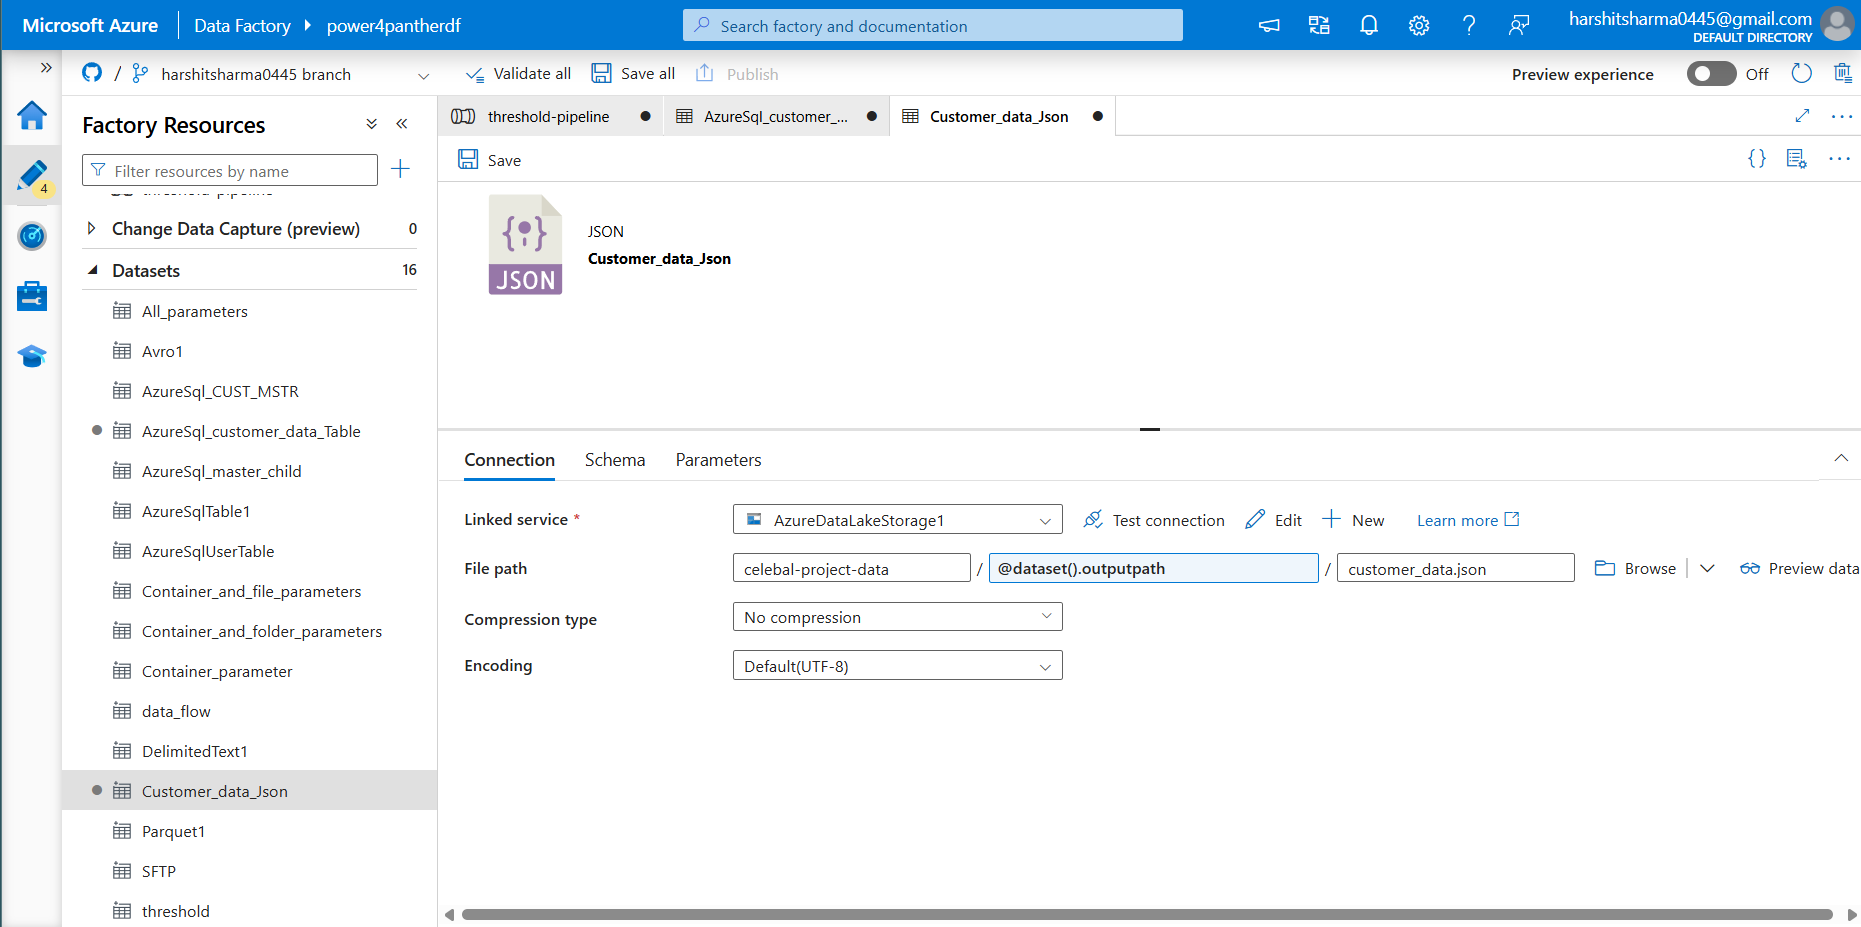 Microsoft Azure
Data Factory
power4pantherdf
Search factory and documentation
harshitsharma0445@gmail.com
DEFAULT DIRECTORY
/
harshitsharma0445 branch
Validate all
Save all
Publish
Preview experience
Off
4
Factory Resources
Filter resources by name
threshold-pipeline
Change Data Capture (preview)
0
Datasets
16
All_parameters
Avro1
AzureSql_CUST_MSTR
AzureSql_customer_data_Table
AzureSql_master_child
AzureSqlTable1
AzureSqlUserTable
Container_and_file_parameters
Container_and_folder_parameters
Container_parameter
data_flow
DelimitedText1
Customer_data_Json
Parquet1
SFTP
threshold
threshold-pipeline
AzureSql_customer_...
Customer_data_Json
Save
{}
JSON
JSON
Customer_data_Json
Connection
Schema
Parameters
Linked service *
AzureDataLakeStorage1
Test connection
Edit
New
Learn more
File path
celebal-project-data
/
@dataset().outputpath
/
customer_data.json
Browse
Preview data
Compression type
No compression
Encoding
Default(UTF-8)